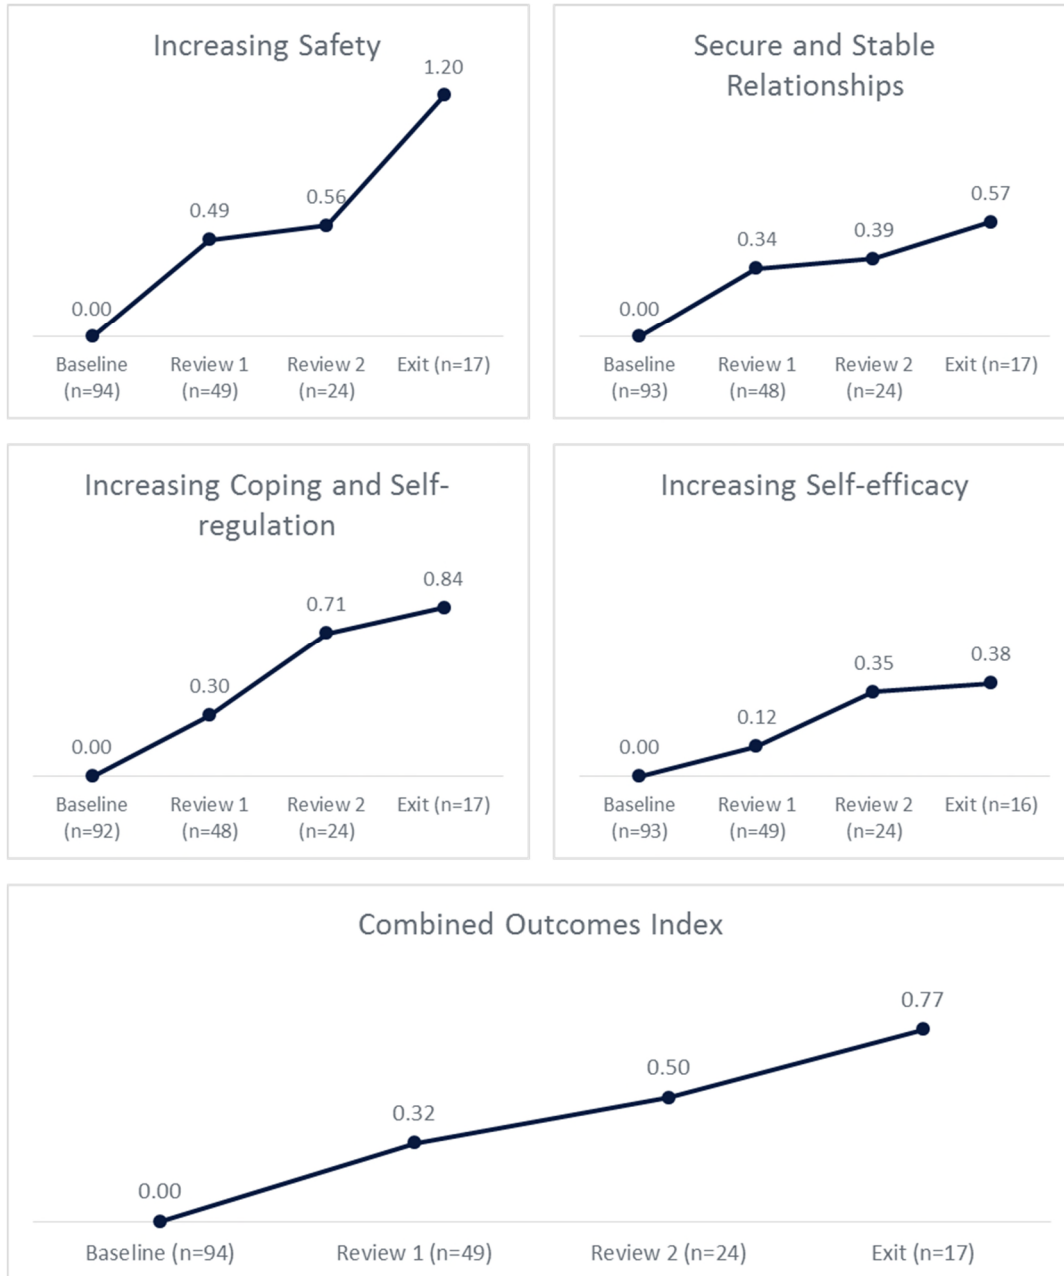 Increasing Safety
1.20
0.56
0.49
0.00
Baseline
(n=94)
Review 1
(n=49)
Review 2
(n=24)
Exit (n=17)
Secure and Stable
Relationships
0.57
0.39
0.34
0.00
Baseline
(n=93)
Review 1
(n=48)
Review 2
(n=24)
Exit (n=17)
Increasing Coping and Self-
regulation
0.84
0.71
0.30
0.00
Baseline
(n=92)
Review 1
(n=48)
Review 2
(n=24)
Exit (n=17)
Increasing Self-efficacy
0.38
0.35
0.12
0.00
Baseline
(n=93)
Review 1
(n=49)
Review 2
(n=24)
Exit (n=16)
Combined Outcomes Index
0.77
0.50
0.32
0.00
Baseline (n=94)
Review 1 (n=49)
Review 2 (n=24)
Exit (n=17)